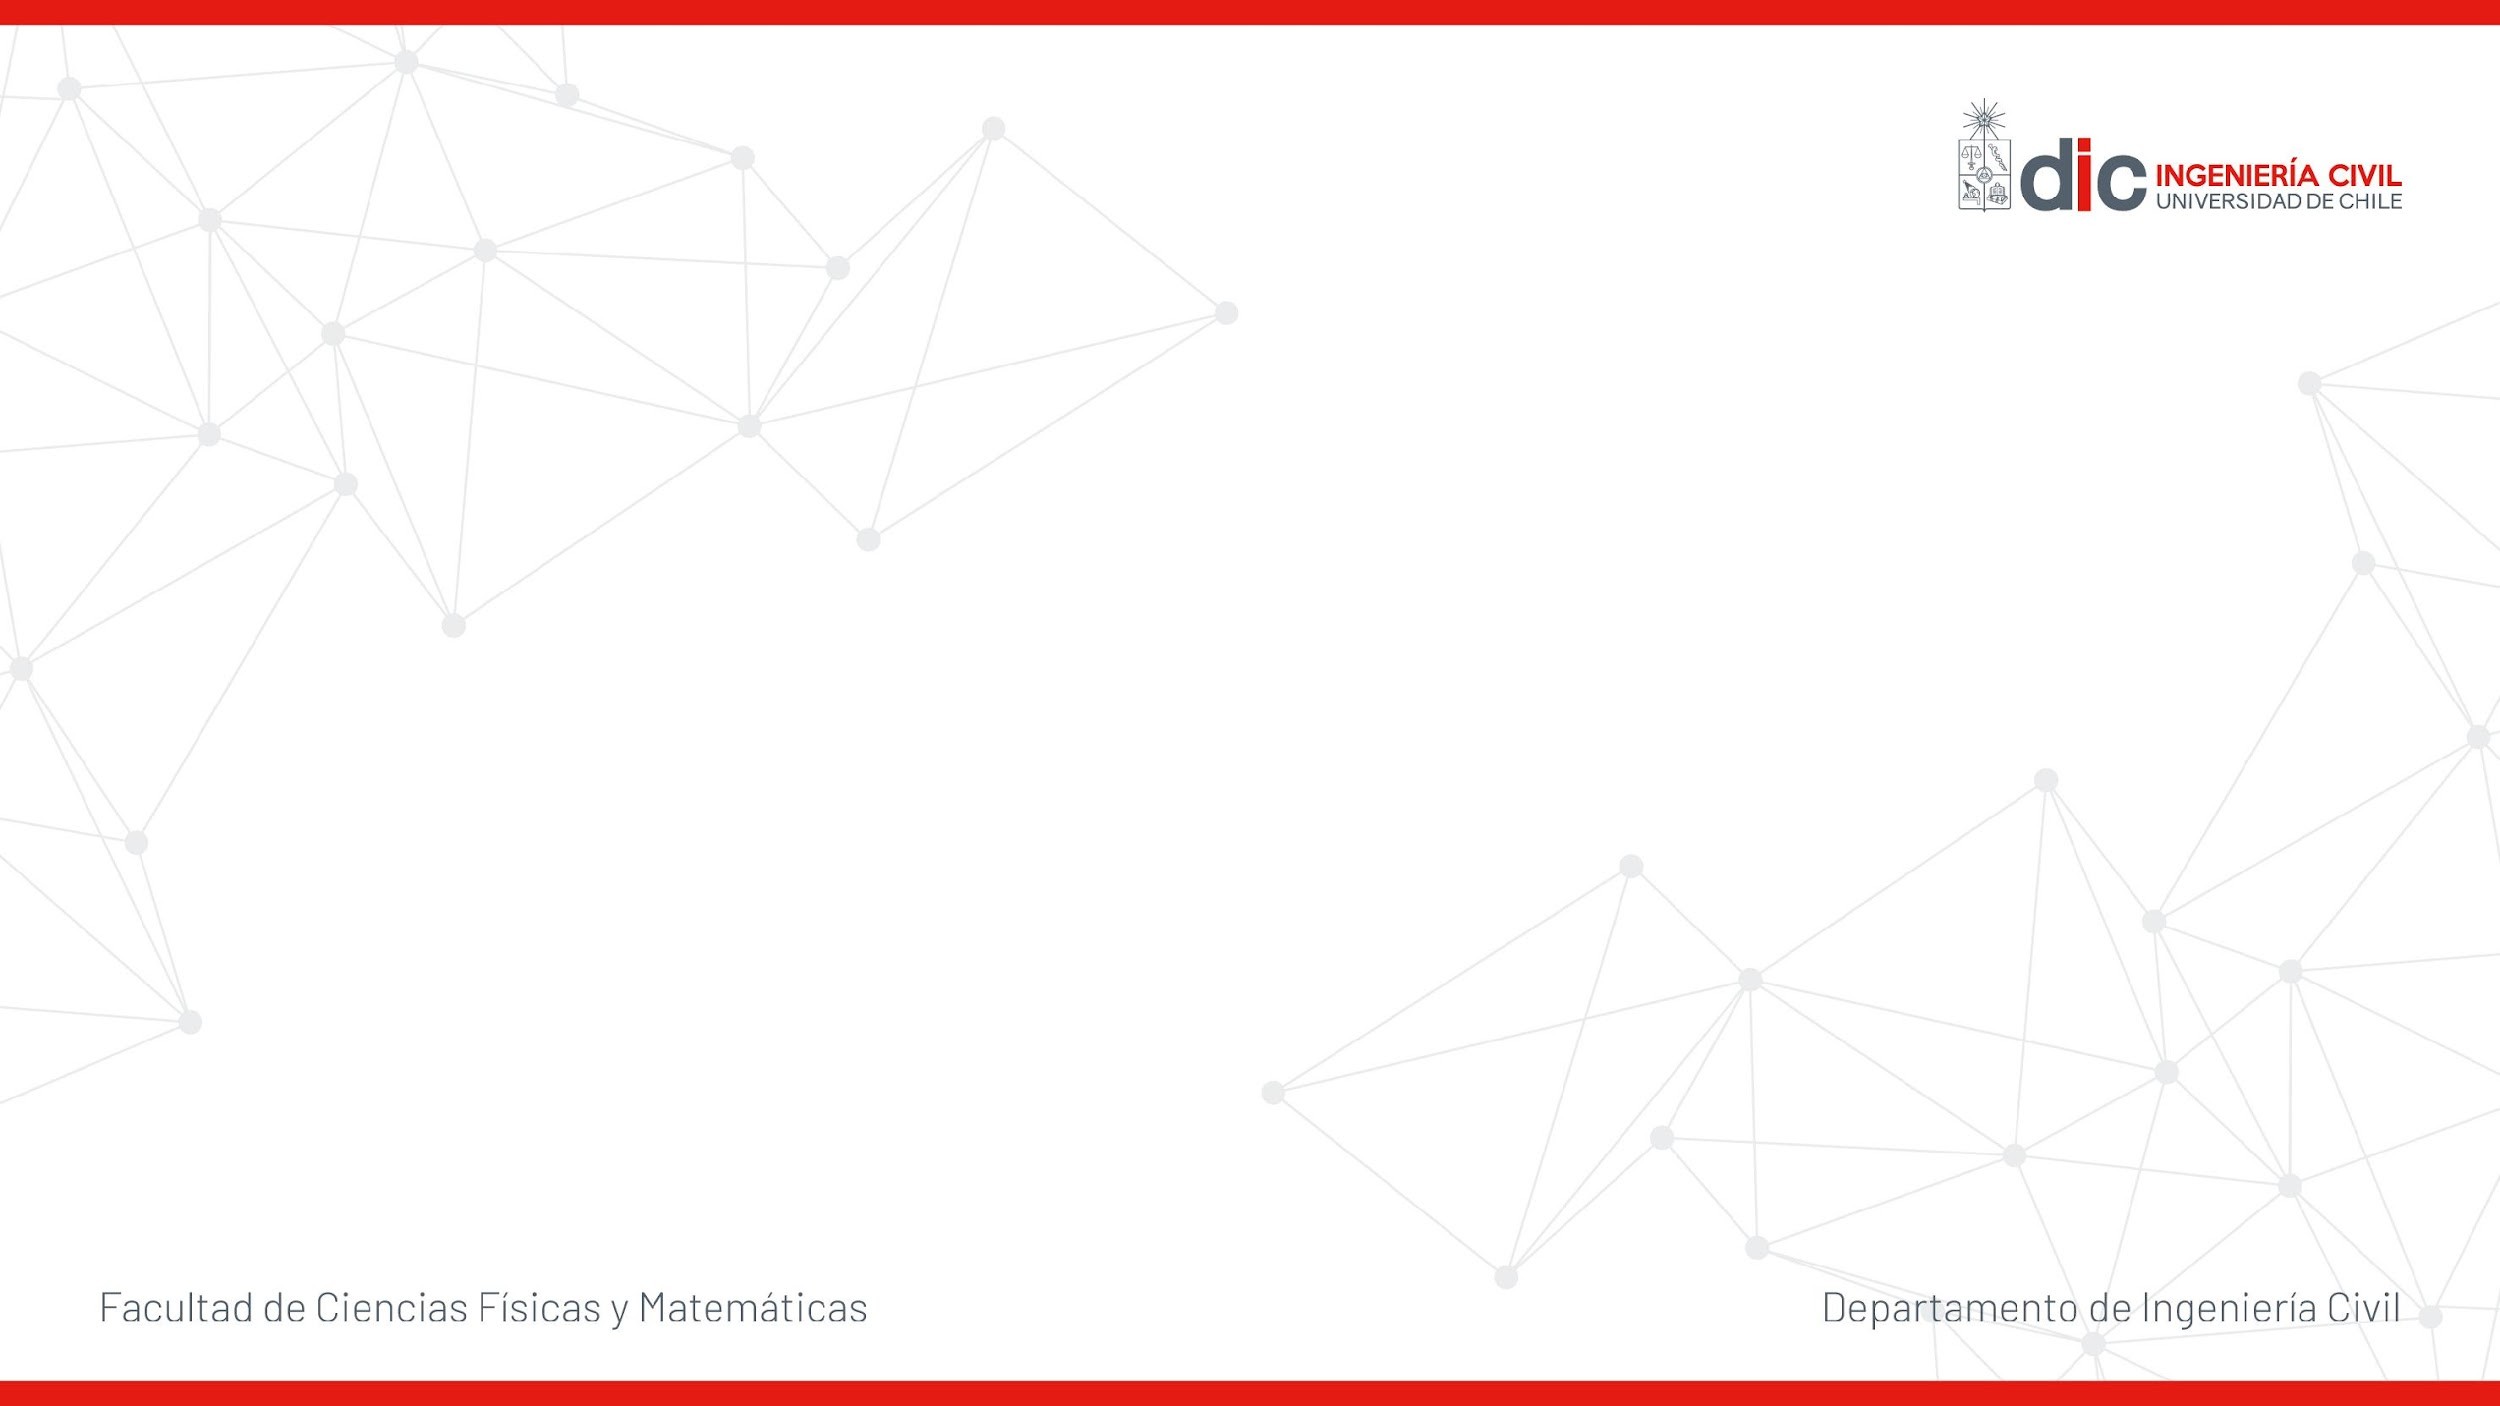 dic INGENIERÍA CIVIL
UNIVERSIDAD DE CHILE
Facultad de Ciencias Físicas y Matemáticas
Departamento de Ingeniería Civil